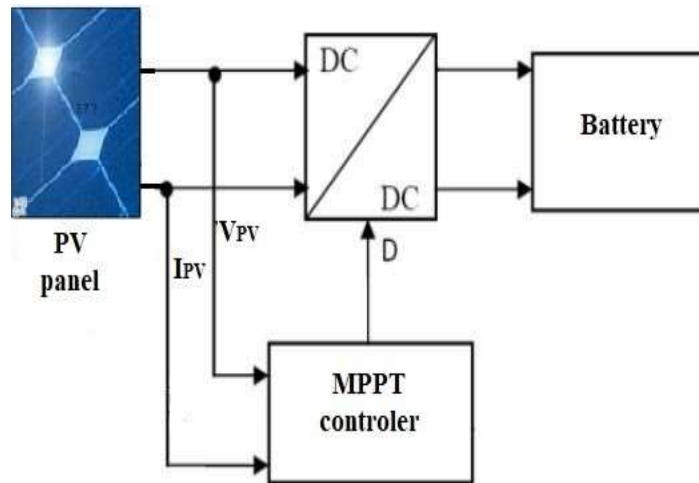 DC
DC
Battery
PV
panel
VPV
IPV
D
MPPT
controler